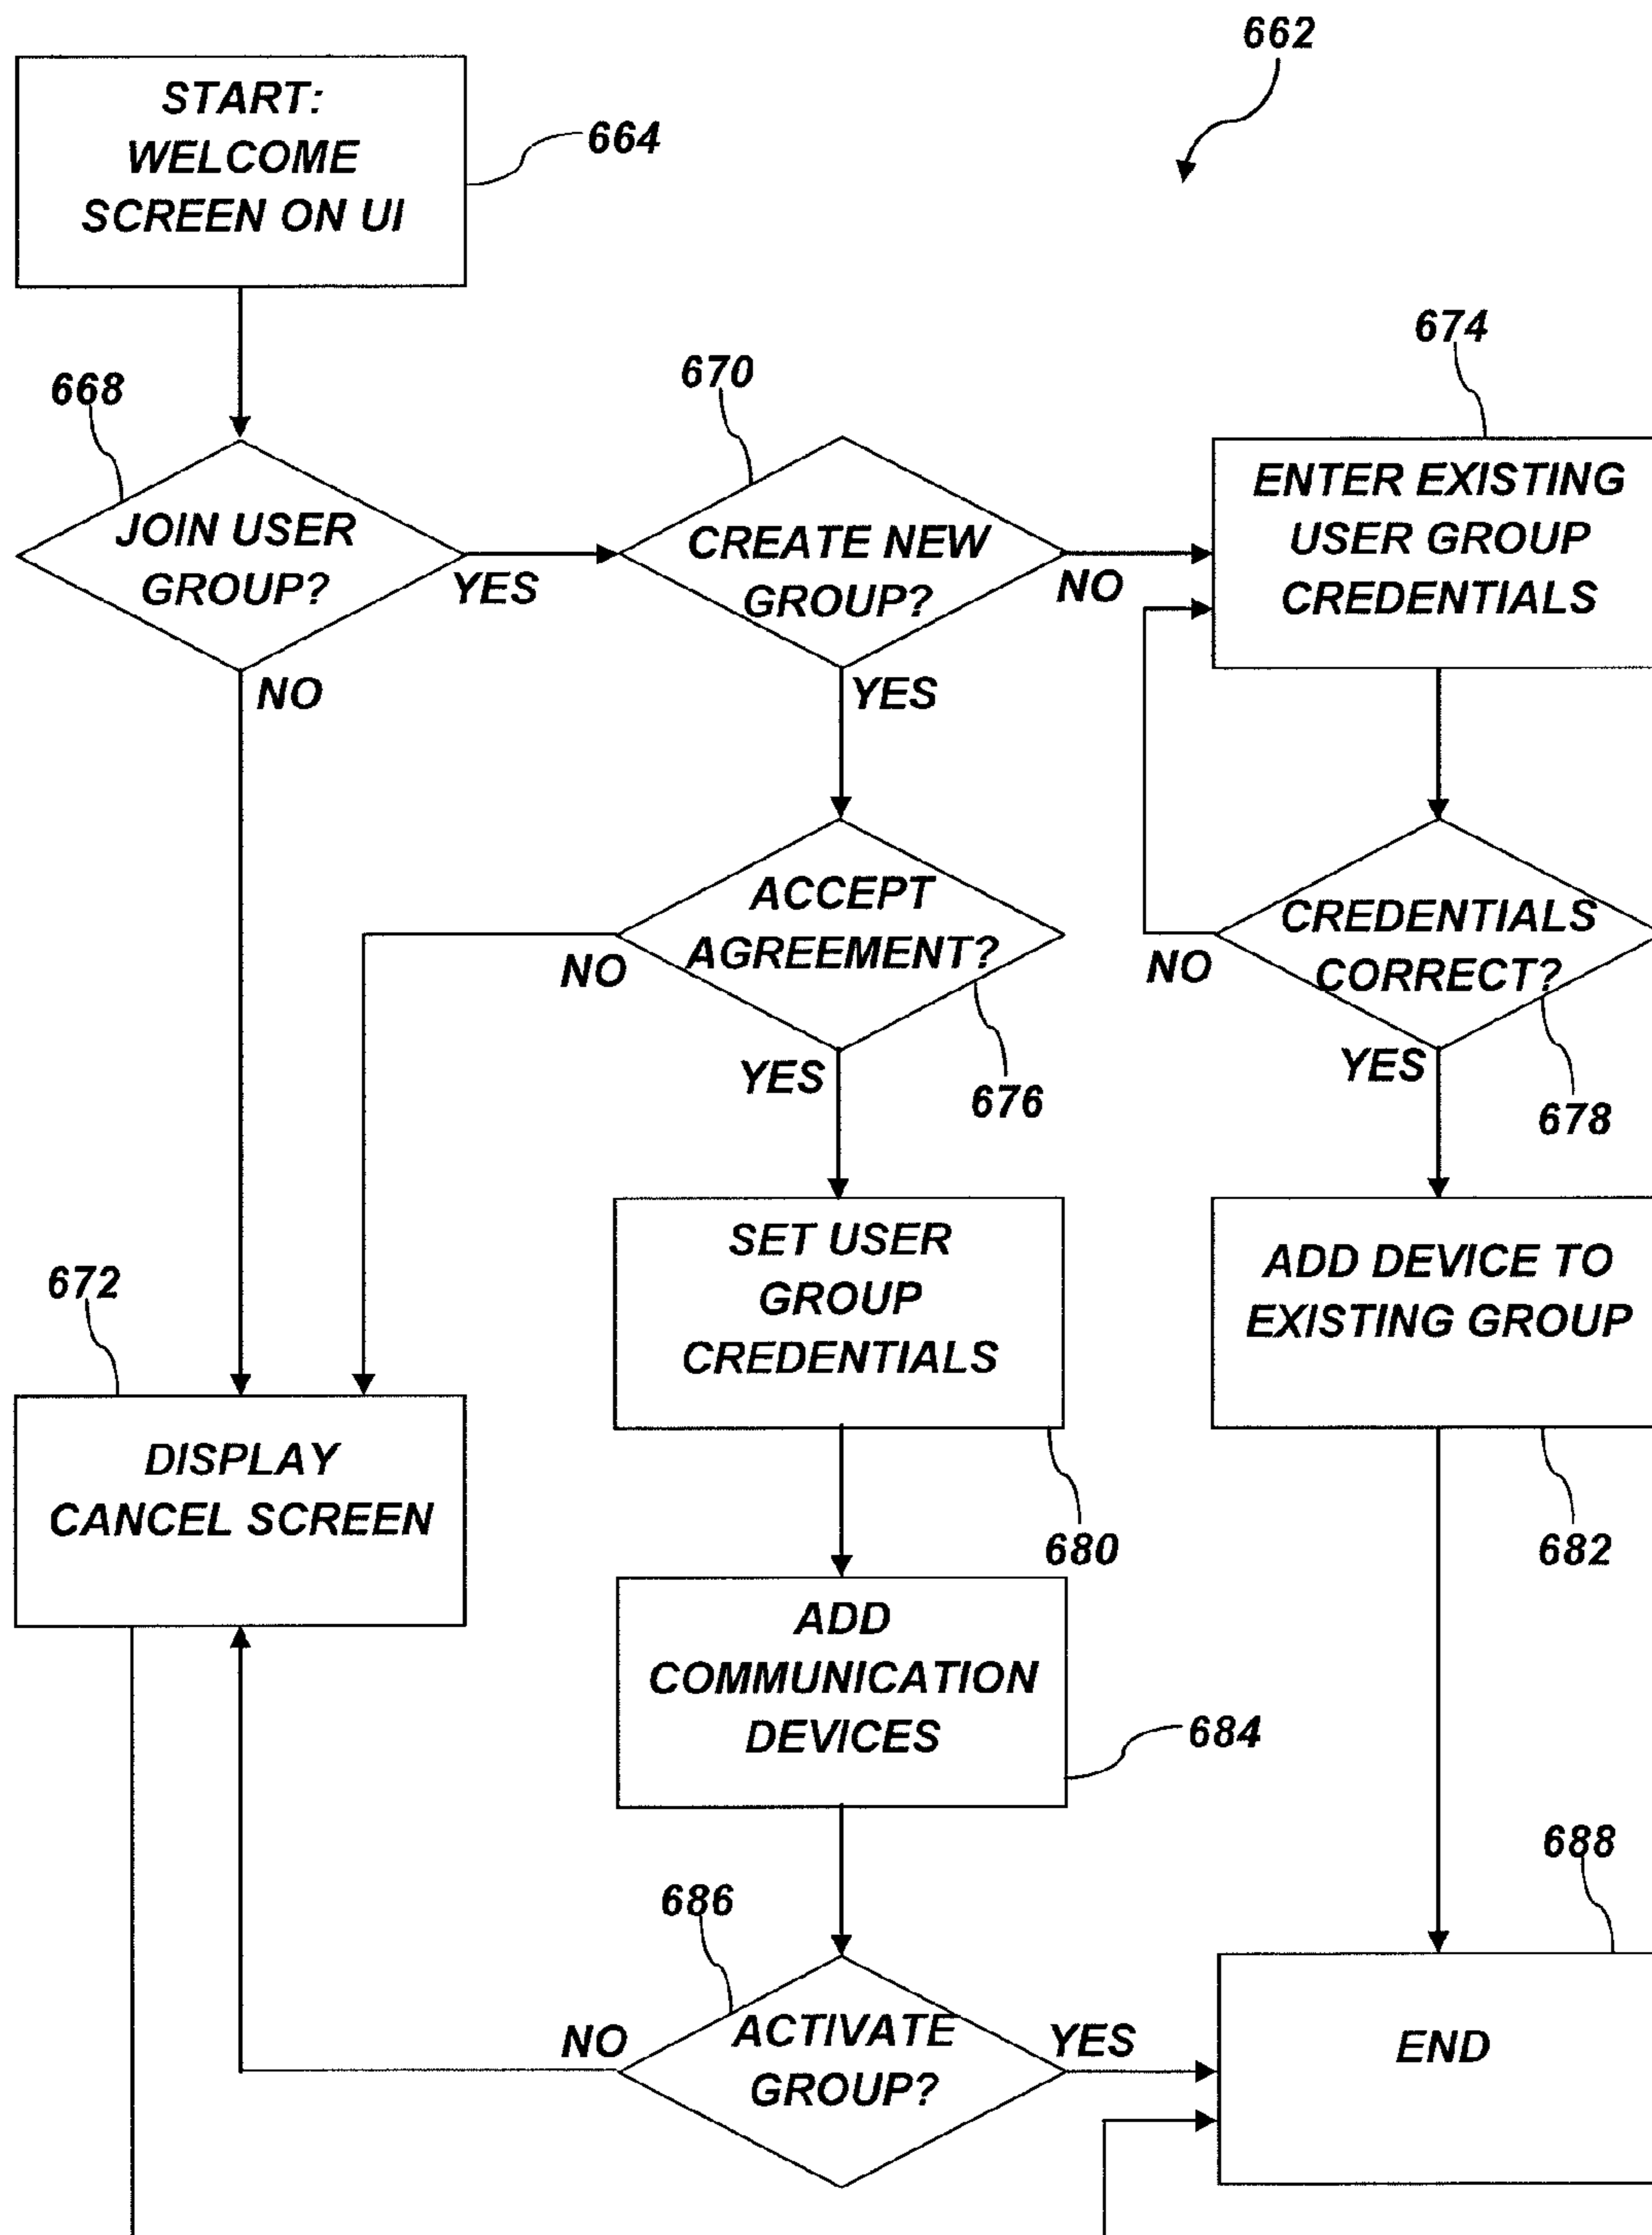 662
START:
WELCOME
SCREEN ON UI
664
668
JOIN USER
GROUP?
YES
NO
670
CREATE NEW
GROUP?
NO
YES
674
ENTER EXISTING
USER GROUP
CREDENTIALS
ACCEPT
AGREEMENT?
NO
YES
676
CREDENTIALS
CORRECT?
NO
YES
678
SET USER
GROUP
CREDENTIALS
680
ADD DEVICE TO
EXISTING GROUP
682
672
DISPLAY
CANCEL SCREEN
ADD
COMMUNICATION
DEVICES
684
686
ACTIVATE
GROUP?
NO
YES
688
END